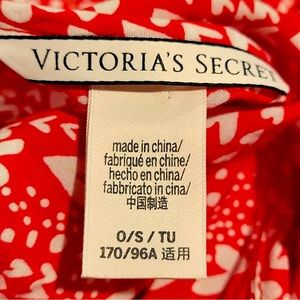 VICTORIA'S SECRET
made in china/
fabriqué en chine/
hecho en china/
fabbricato in cina/
中国制造
O/S / TU
170/96A 适用